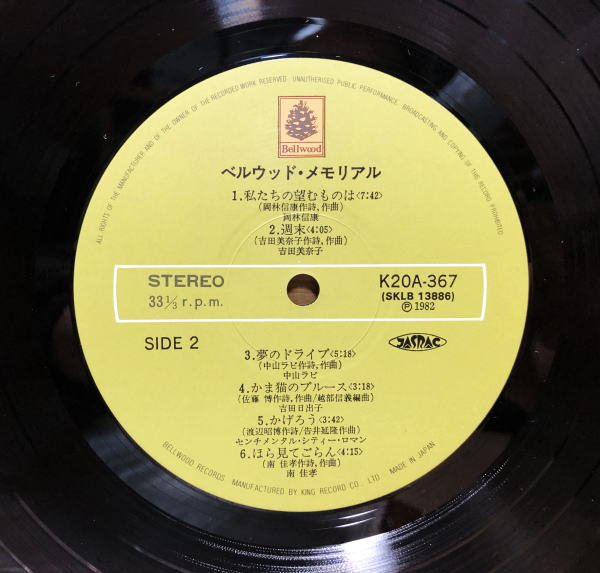 ALL RIGHTS OF THE MANUFACTURER AND OF THE OWNER OF THE RECORDED WORK RESERVED. UNAUTHORISED PUBLIC PERFORMANCE, BROADCASTING AND COPYING OF THIS RECORD PROHIBITED
Bellwood
ベルウッド・メモリアル
1.私たちの望むものは〈7:42〉
(岡林信康作詩,作曲)
岡林信康
2.週末〈4:05〉
(吉田美奈子作詩,作曲)
吉田美奈子
STEREO
33⅓ r.p.m.
K20A-367
(SKLB 13886)
Ⓟ 1982
SIDE 2
JASRAC
3.夢のドライブ〈5:18〉
(中山ラビ作詩,作曲)
中山ラビ
4.かま猫のブルース〈3:18〉
(佐藤 博作詩,作曲/越部信義編曲)
吉田日出子
5.かげろう〈3:42〉
(渡辺昭博作詩/告井延隆作曲)
センチメンタル・シティー・ロマン
6.ほら見てごらん〈4:15〉
(南 佳孝作詩,作曲)
南 佳孝
BELLWOOD RECORDS MANUFACTURED BY KING RECORD CO., LTD. MADE IN JAPAN